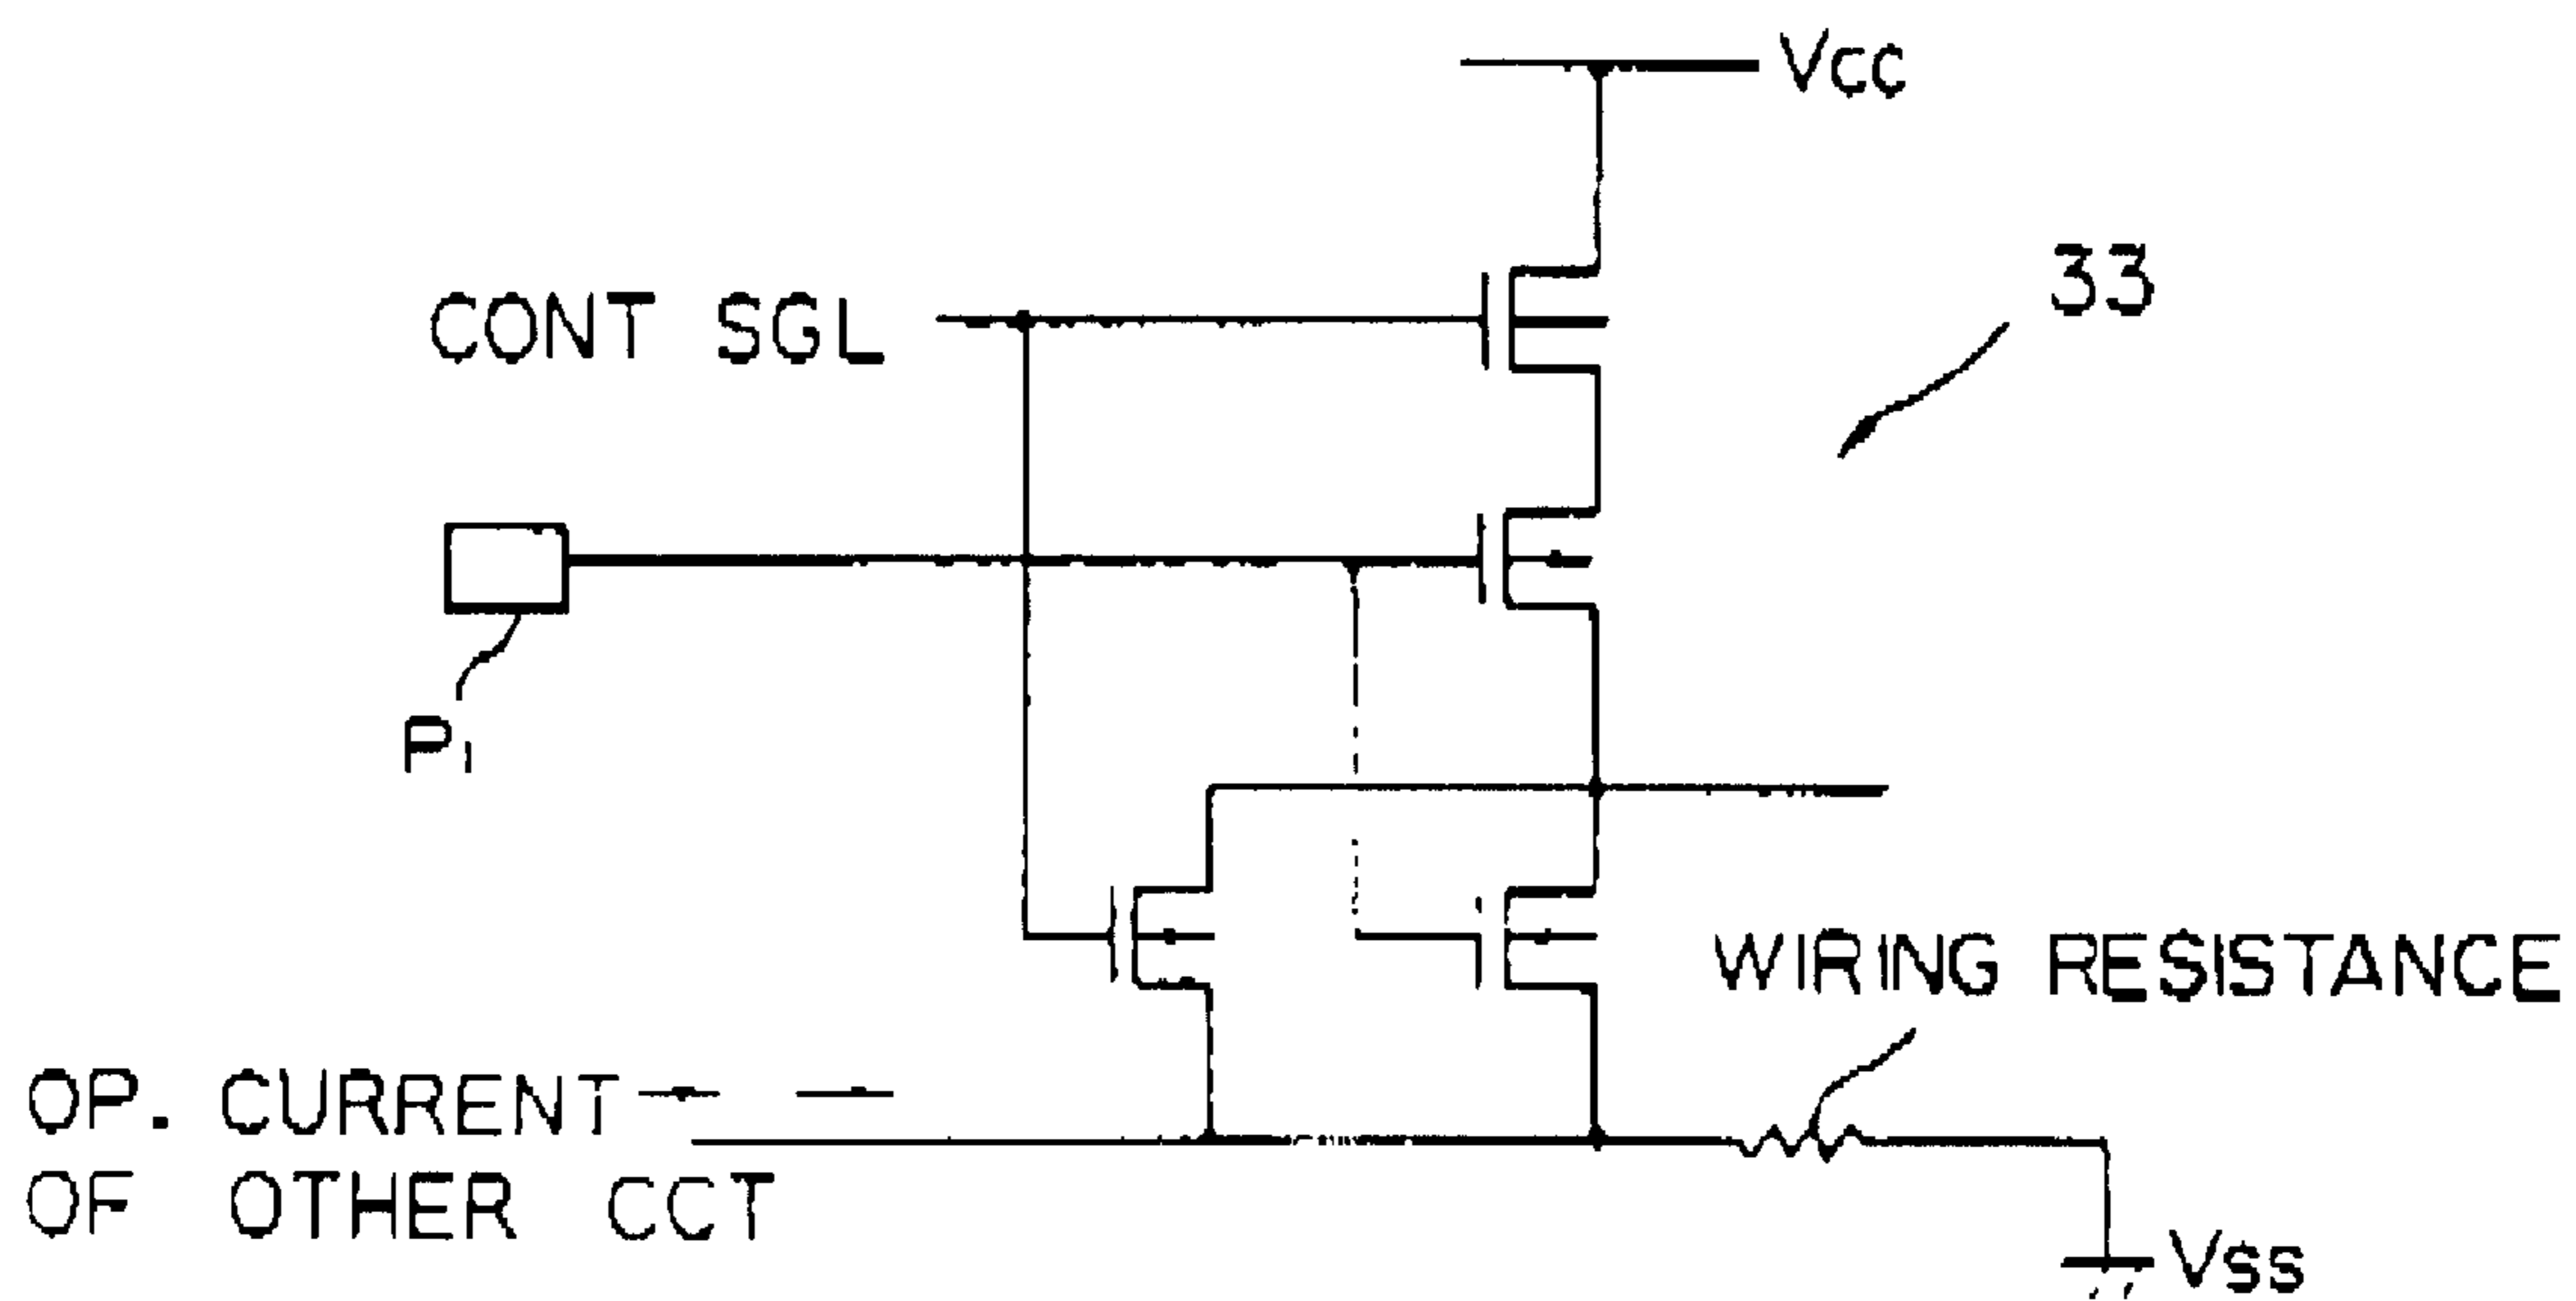 Vcc
33
CONT SGL
P1
WIRING RESISTANCE
OP. CURRENT
OF OTHER CCT
Vss